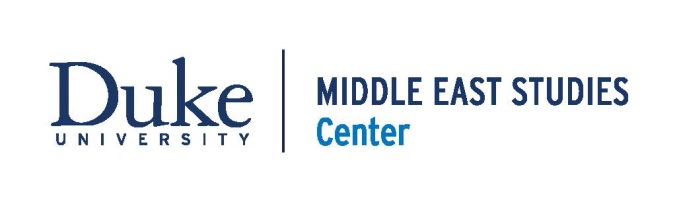 Duke
UNIVERSITY
MIDDLE EAST STUDIES
Center